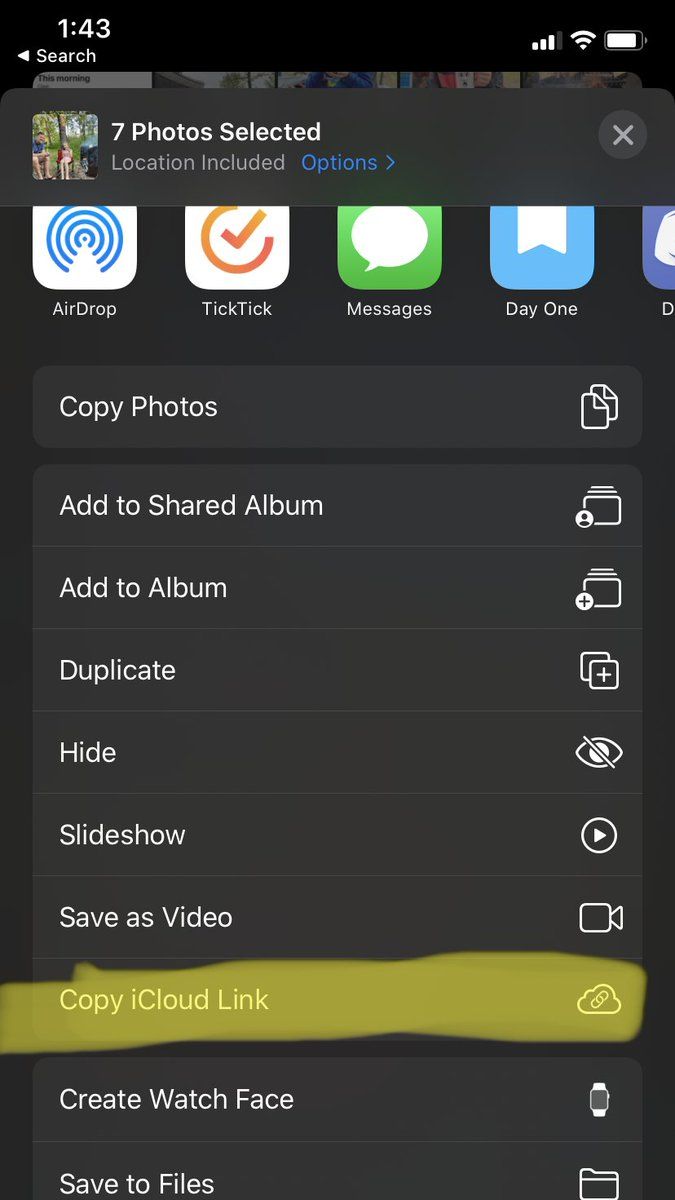 1:43
◀ Search
This morning
7 Photos Selected
Location Included Options >
AirDrop
TickTick
Messages
Day One
D
Copy Photos
Add to Shared Album
Add to Album
Duplicate
Hide
Slideshow
Save as Video
Copy iCloud Link
Create Watch Face
Save to Files